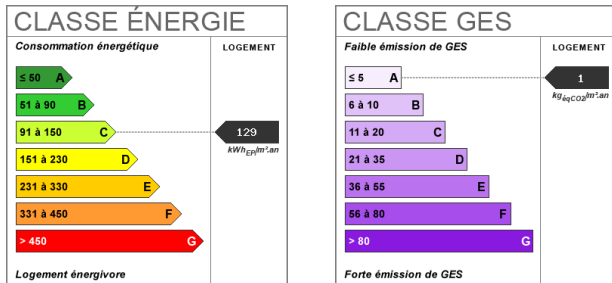 CLASSE ÉNERGIE
Consommation énergétique
LOGEMENT
≤ 50 A
51 à 90 B
91 à 150 C
129
kWhEP/m².an
151 à 230 D
231 à 330 E
331 à 450 F
> 450 G
Logement énergivore
CLASSE GES
Faible émission de GES
LOGEMENT
≤ 5 A
1
kgéqCO2/m².an
6 à 10 B
11 à 20 C
21 à 35 D
36 à 55 E
56 à 80 F
> 80 G
Forte émission de GES